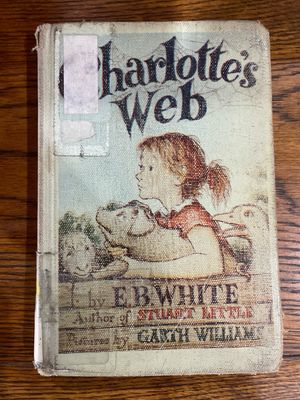 Charlotte's
Web
by E.B. WHITE
Author of STUART LITTLE
Pictures by GARTH WILLIAMS